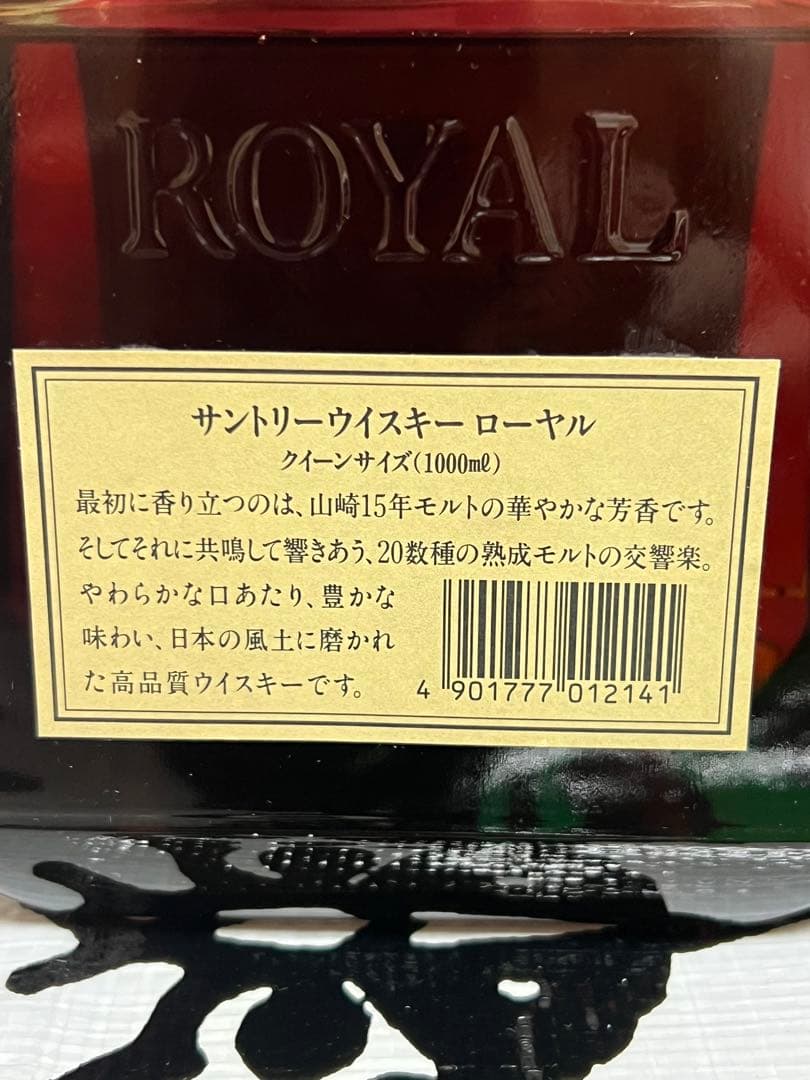 ROYAL
サントリーウイスキー ローヤル
クイーンサイズ(1000㎖)
最初に香り立つのは、山崎15年モルトの華やかな芳香です。
そしてそれに共鳴して響きあう、20数種の熟成モルトの交響楽。
やわらかな口あたり、豊かな
味わい、日本の風土に磨かれ
た高品質ウイスキーです。
4 901777 012141